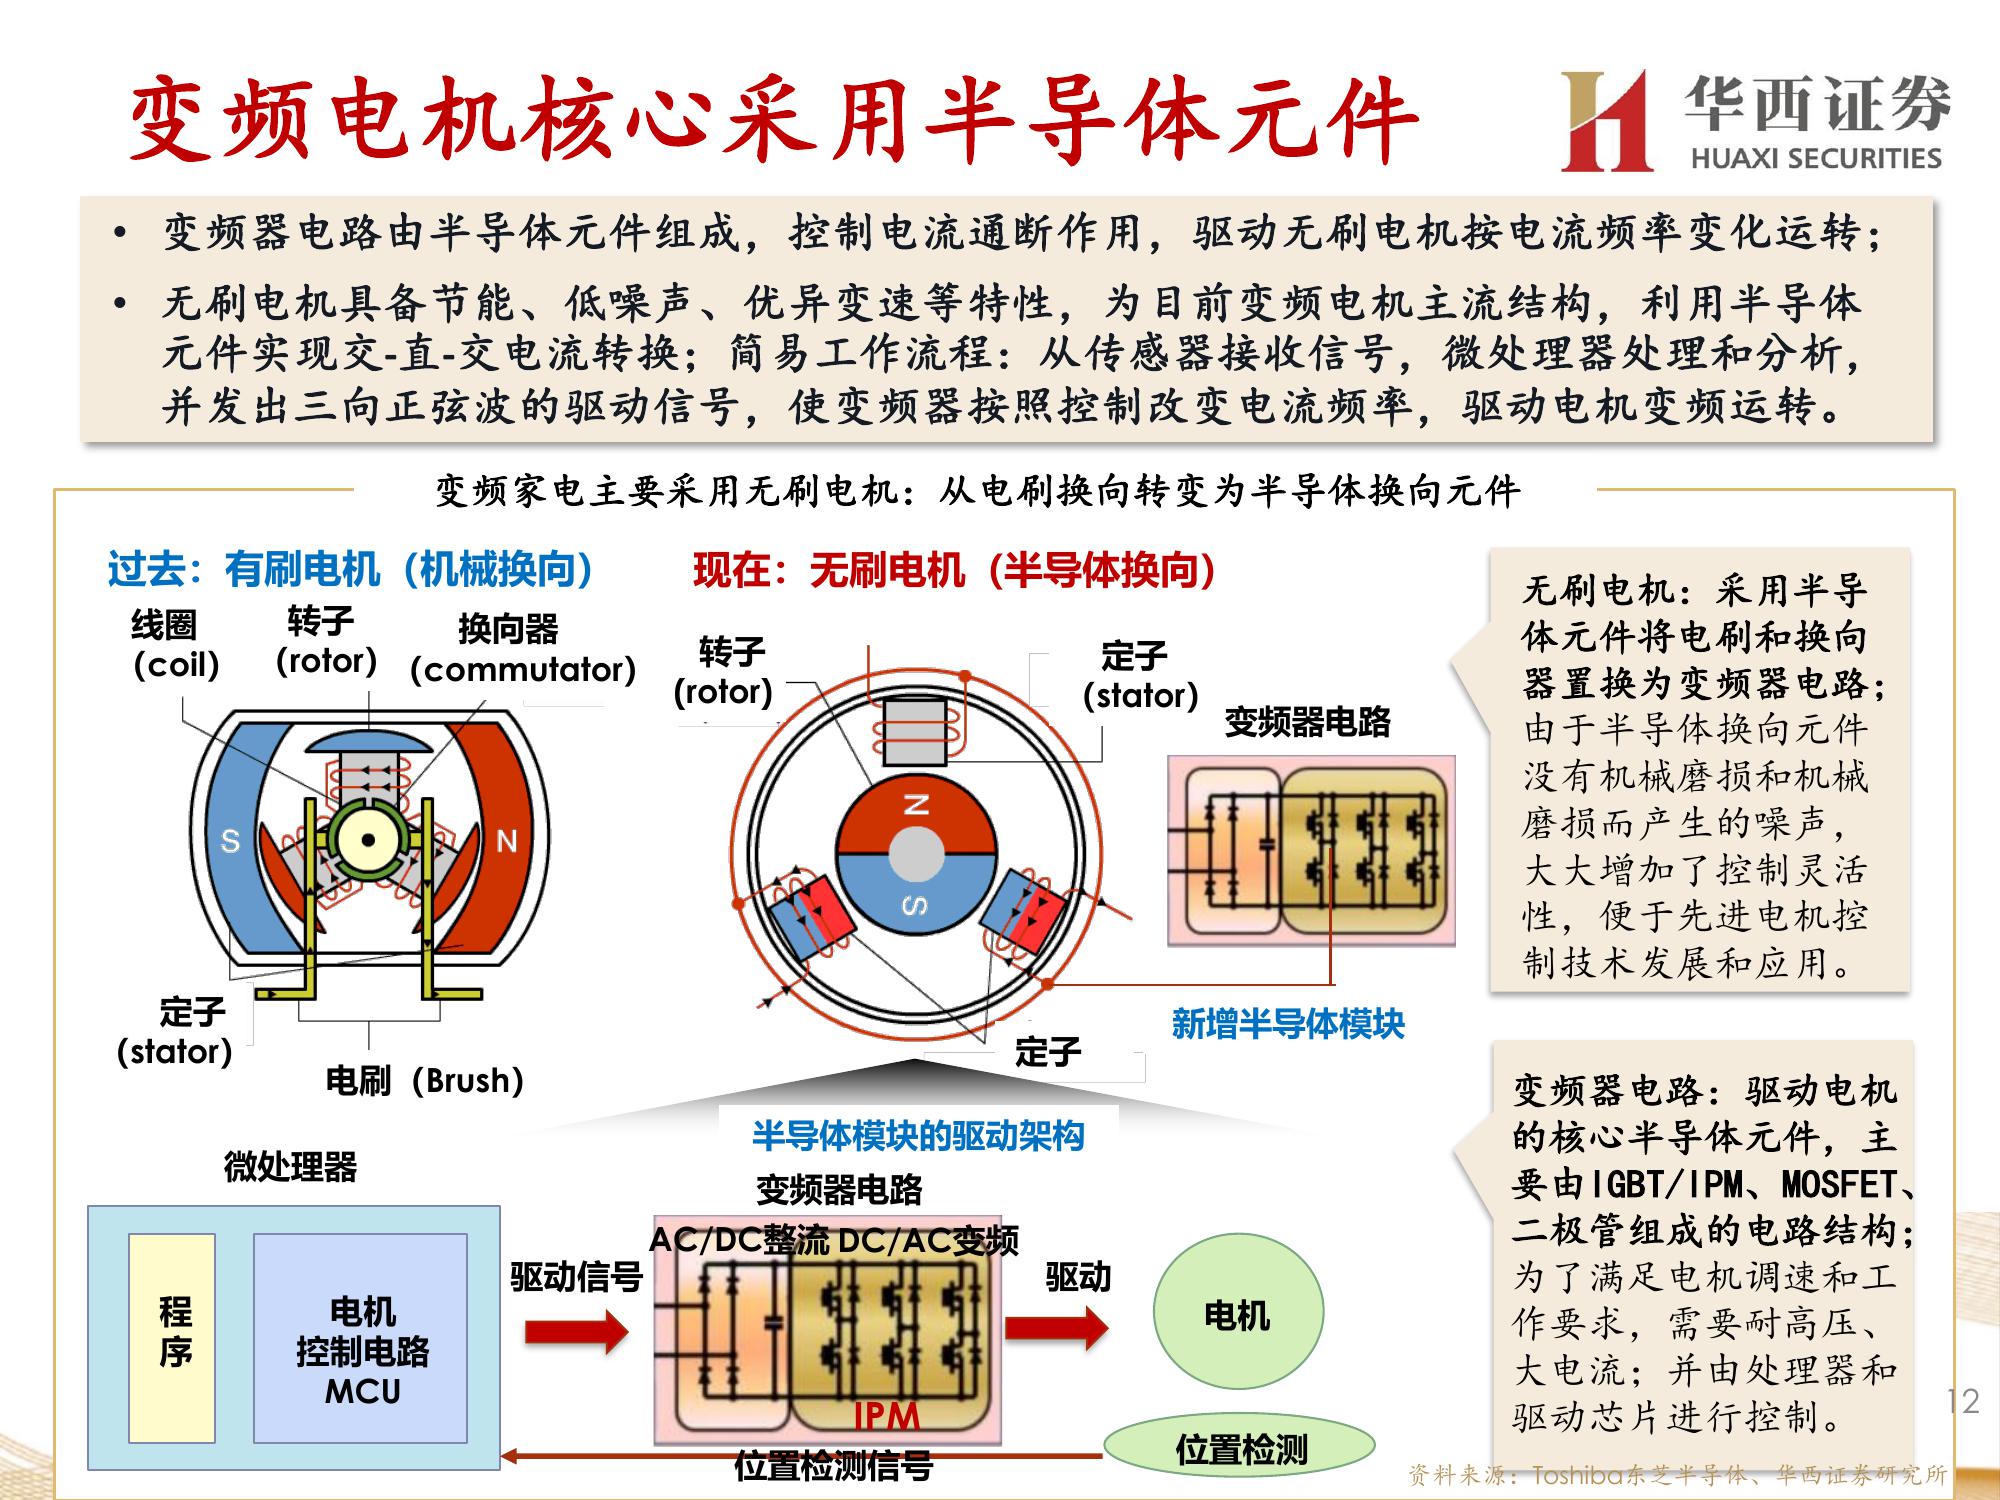 变频电机核心采用半导体元件
华西证券
HUAXI SECURITIES
• 变频器电路由半导体元件组成，控制电流通断作用，驱动无刷电机按电流频率变化运转；
• 无刷电机具备节能、低噪声、优异变速等特性，为目前变频电机主流结构，利用半导体
元件实现交-直-交电流转换；简易工作流程：从传感器接收信号，微处理器处理和分析，
并发出三向正弦波的驱动信号，使变频器按照控制改变电流频率，驱动电机变频运转。
变频家电主要采用无刷电机：从电刷换向转变为半导体换向元件
过去：有刷电机（机械换向）
线圈
(coil)
转子
(rotor)
换向器
(commutator)
S
N
定子
(stator)
电刷（Brush）
现在：无刷电机（半导体换向）
转子
(rotor)
定子
(stator)
N
S
定子
变频器电路
新增半导体模块
无刷电机：采用半导
体元件将电刷和换向
器置换为变频器电路；
由于半导体换向元件
没有机械磨损和机械
磨损而产生的噪声，
大大增加了控制灵活
性，便于先进电机控
制技术发展和应用。
半导体模块的驱动架构
微处理器
程
序
电机
控制电路
MCU
驱动信号
变频器电路
AC/DC整流 DC/AC变频
IPM
驱动
电机
位置检测
位置检测信号
变频器电路：驱动电机
的核心半导体元件，主
要由IGBT/IPM、MOSFET、
二极管组成的电路结构；
为了满足电机调速和工
作要求，需要耐高压、
大电流；并由处理器和
驱动芯片进行控制。
12
资料来源：Toshiba东芝半导体、华西证券研究所